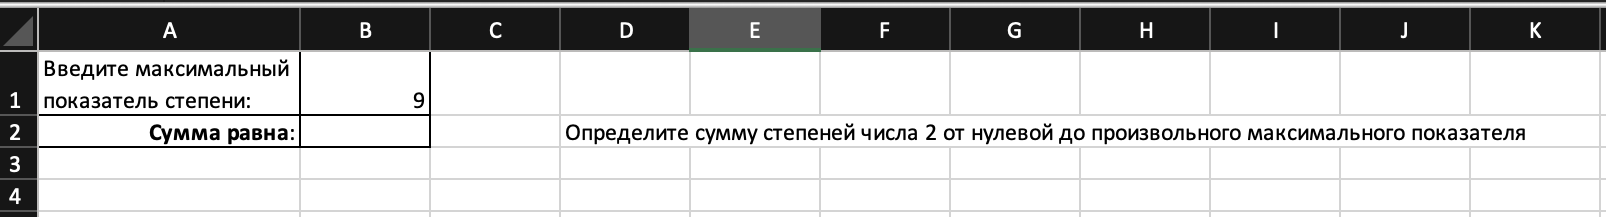 A B C D E F G H I J K
Введите максимальный
1 показатель степени: 9
2 Сумма равна: Определите сумму степеней числа 2 от нулевой до произвольного максимального показателя
3
4